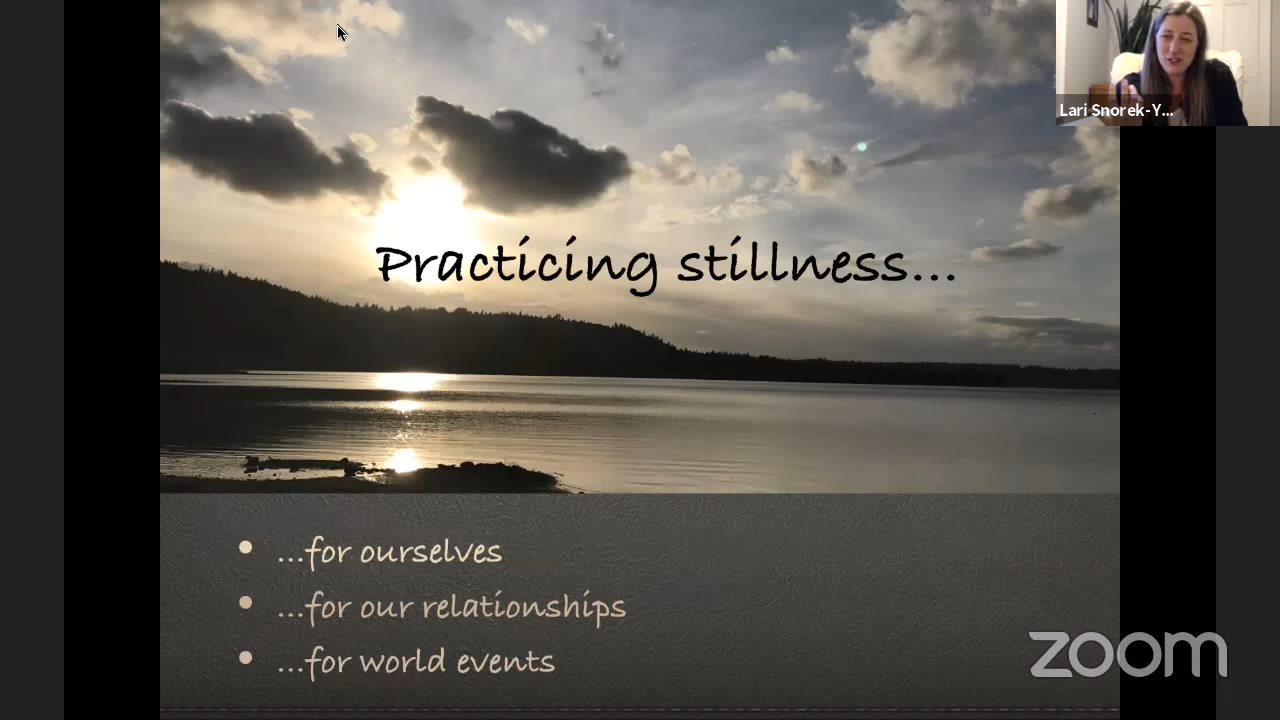 Lari Snorek-Y...
Practicing stillness...
...for ourselves
...for our relationships
...for world events
zoom